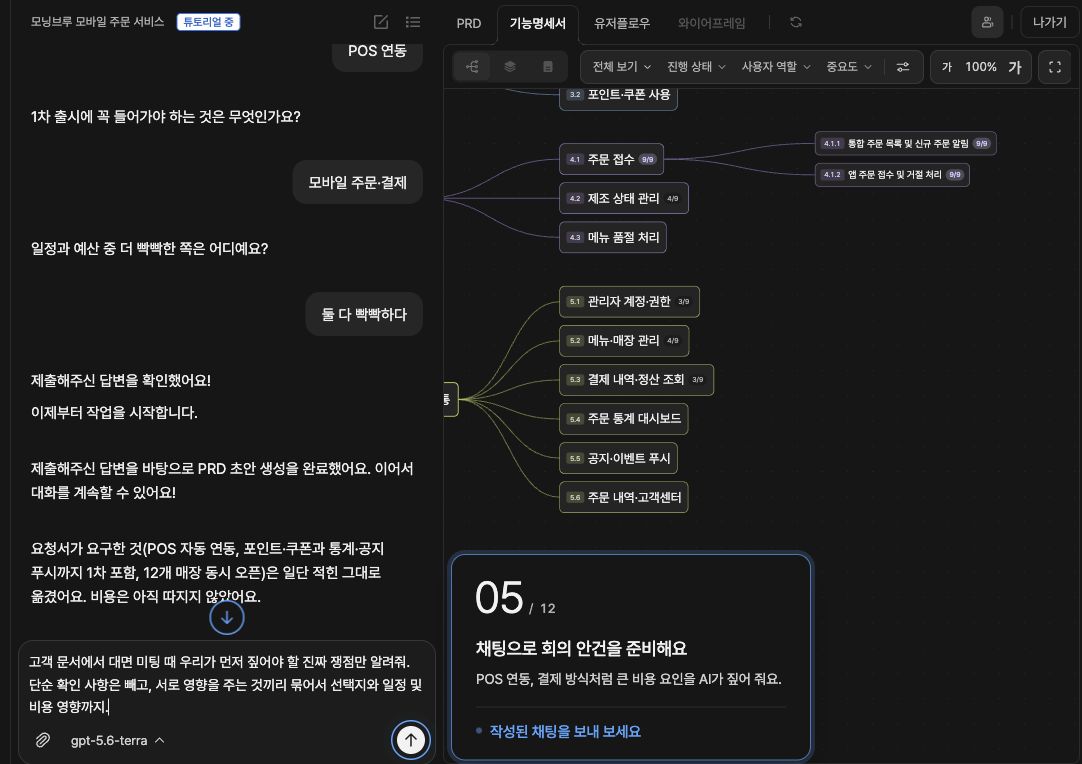 모닝브루 모바일 주문 서비스
튜토리얼 중
POS 연동
1차 출시에 꼭 들어가야 하는 것은 무엇인가요?
모바일 주문·결제
일정과 예산 중 더 빡빡한 쪽은 어디예요?
둘 다 빡빡하다
제출해주신 답변을 확인했어요!
이제부터 작업을 시작합니다.
제출해주신 답변을 바탕으로 PRD 초안 생성을 완료했어요. 이어서
대화를 계속할 수 있어요!
요청서가 요구한 것(POS 자동 연동, 포인트·쿠폰과 통계·공지
푸시까지 1차 포함, 12개 매장 동시 오픈)은 일단 적힌 그대로
옮겼어요. 비용은 아직 따지지 않았어요.
고객 문서에서 대면 미팅 때 우리가 먼저 짚어야 할 진짜 쟁점만 알려줘.
단순 확인 사항은 빼고, 서로 영향을 주는 것끼리 묶어서 선택지와 일정 및
비용 영향까지.
gpt-5.6-terra
PRD
기능명세서
유저플로우
와이어프레임
나가기
전체 보기
진행 상태
사용자 역할
중요도
가 100% 가
3.2 포인트·쿠폰 사용
4.1 주문 접수 9/9
4.1.1 통합 주문 목록 및 신규 주문 알림 9/9
4.1.2 앱 주문 접수 및 거절 처리 9/9
4.2 제조 상태 관리 4/9
4.3 메뉴 품절 처리
통
5.1 관리자 계정·권한 3/9
5.2 메뉴·매장 관리 4/9
5.3 결제 내역·정산 조회 3/9
5.4 주문 통계 대시보드
5.5 공지·이벤트 푸시
5.6 주문 내역·고객센터
05 / 12
채팅으로 회의 안건을 준비해요
POS 연동, 결제 방식처럼 큰 비용 요인을 AI가 짚어 줘요.
작성된 채팅을 보내 보세요